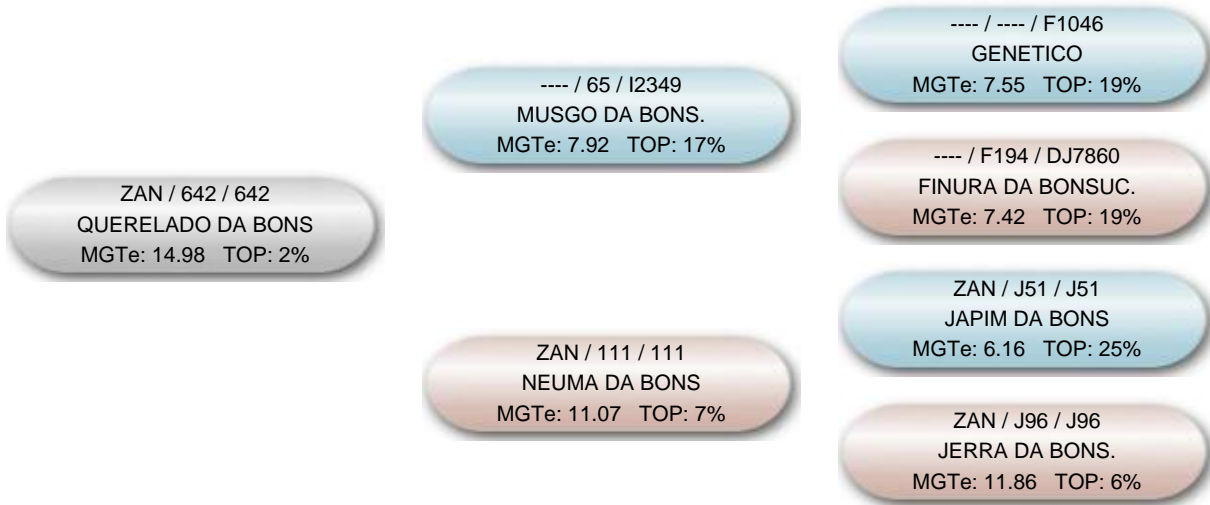 ZAN / 642 / 642
QUERELADO DA BONS
MGTe: 14.98 TOP: 2%
---- / 65 / I2349
MUSGO DA BONS.
MGTe: 7.92 TOP: 17%
ZAN / 111 / 111
NEUMA DA BONS
MGTe: 11.07 TOP: 7%
---- / ---- / F1046
GENETICO
MGTe: 7.55 TOP: 19%
---- / F194 / DJ7860
FINURA DA BONSUC.
MGTe: 7.42 TOP: 19%
ZAN / J51 / J51
JAPIM DA BONS
MGTe: 6.16 TOP: 25%
ZAN / J96 / J96
JERRA DA BONS.
MGTe: 11.86 TOP: 6%